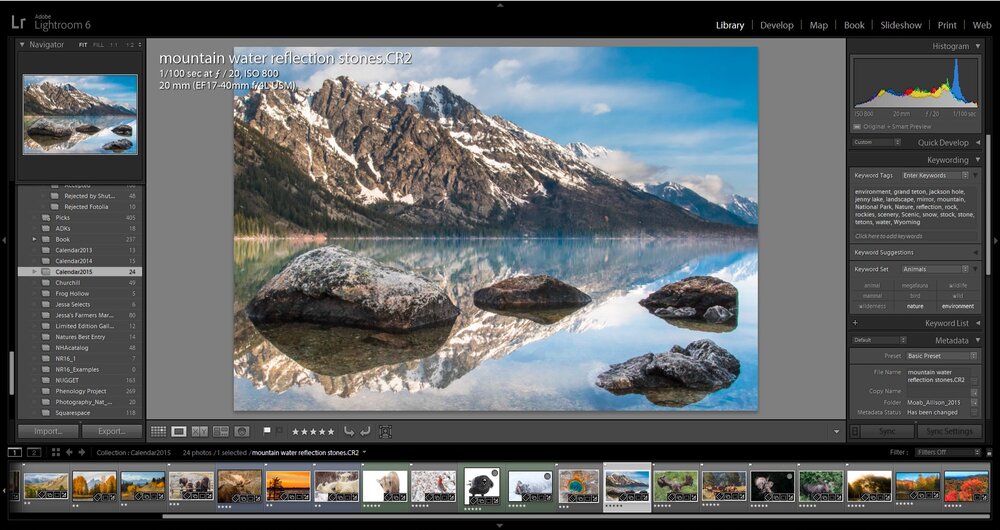 Lr Adobe
Lightroom 6
Library | Develop | Map | Book | Slideshow | Print | Web
Navigator FIT FILL 1:1 1:2
mountain water reflection stones.CR2
1/100 sec at ƒ / 20, ISO 800
20 mm (EF17-40mm f/4L USM)
Rejected by Shut... 48
Rejected Fotolia 10
Picks 405
ADKs 18
Book 237
Calendar2013 13
Calendar2014 15
Calendar2015 24
Churchill 49
Frog Hollow 5
Jessa Selects 6
Jessa's Farmers Mar...
Limited Edition Gall...
Natures Best Entry 14
NHAcatalog 48
NR16_1 7
NR16_Examples 0
NUGGET 163
Phenology Project 269
Photography_Nat_...
Squarespace 118
Import... Export...
Histogram
ISO 800 20 mm ƒ / 20 1/100 sec
Original + Smart Preview
Custom Quick Develop
Keywording
Keyword Tags Enter Keywords
environment, grand teton, jackson hole,
jenny lake, landscape, mirror, mountain,
National Park, Nature, reflection, rock,
rockies, scenery, Scenic, snow, stock, stone,
tetons, water, Wyoming
Click here to add keywords
Keyword Suggestions
Keyword Set Animals
animal megafauna wildlife
mammal bird wild
wilderness nature environment
+ Keyword List
Default Metadata
Preset Basic Preset
File Name mountain water
reflection stones.CR2
Copy Name
Folder Moab_Allison_2015
Metadata Status Has been changed
Sync Sync Settings
1 2 Collection : Calendar2015 24 photos / 1 selected / mountain water reflection stones.CR2 Filter : Filters Off